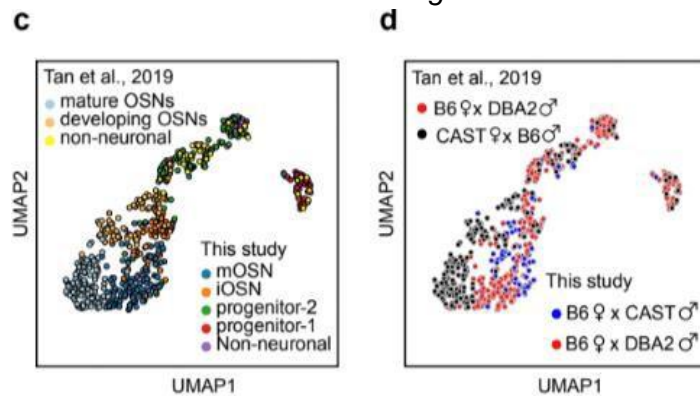 c
Tan et al., 2019
mature OSNs
developing OSNs
non-neuronal
This study
mOSN
iOSN
progenitor-2
progenitor-1
Non-neuronal
UMAP2
UMAP1
d
Tan et al., 2019
B6♀x DBA2♂
CAST♀x B6♂
This study
B6♀ x CAST♂
B6♀ x DBA2♂
UMAP2
UMAP1